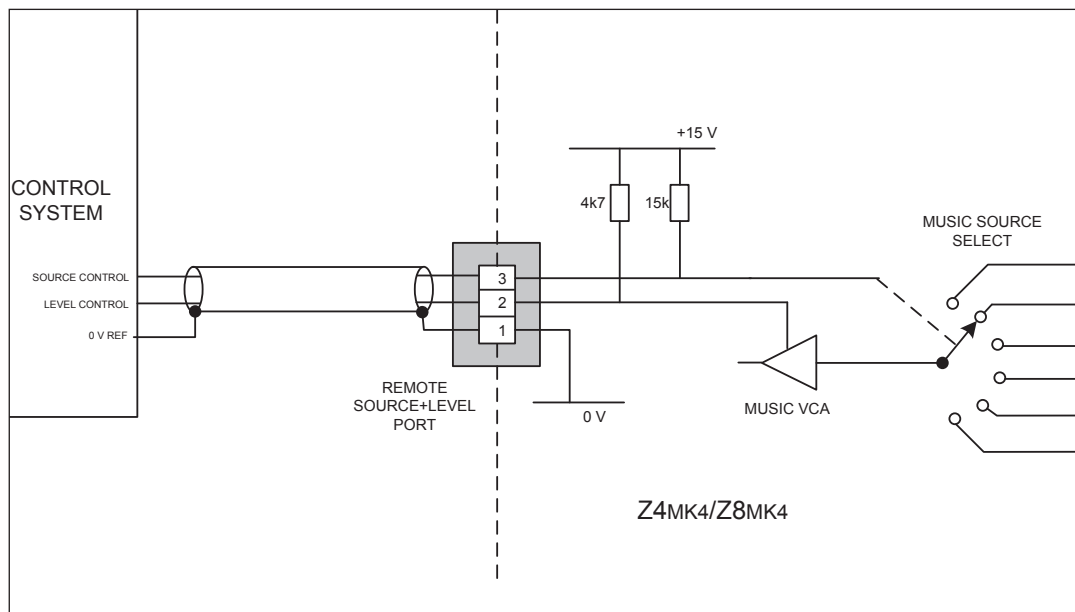 +15 V
CONTROL
SYSTEM
4k7
15k
MUSIC SOURCE
SELECT
SOURCE CONTROL
LEVEL CONTROL
0 V REF
3
2
1
REMOTE
SOURCE+LEVEL
PORT
0 V
MUSIC VCA
Z4MK4/Z8MK4